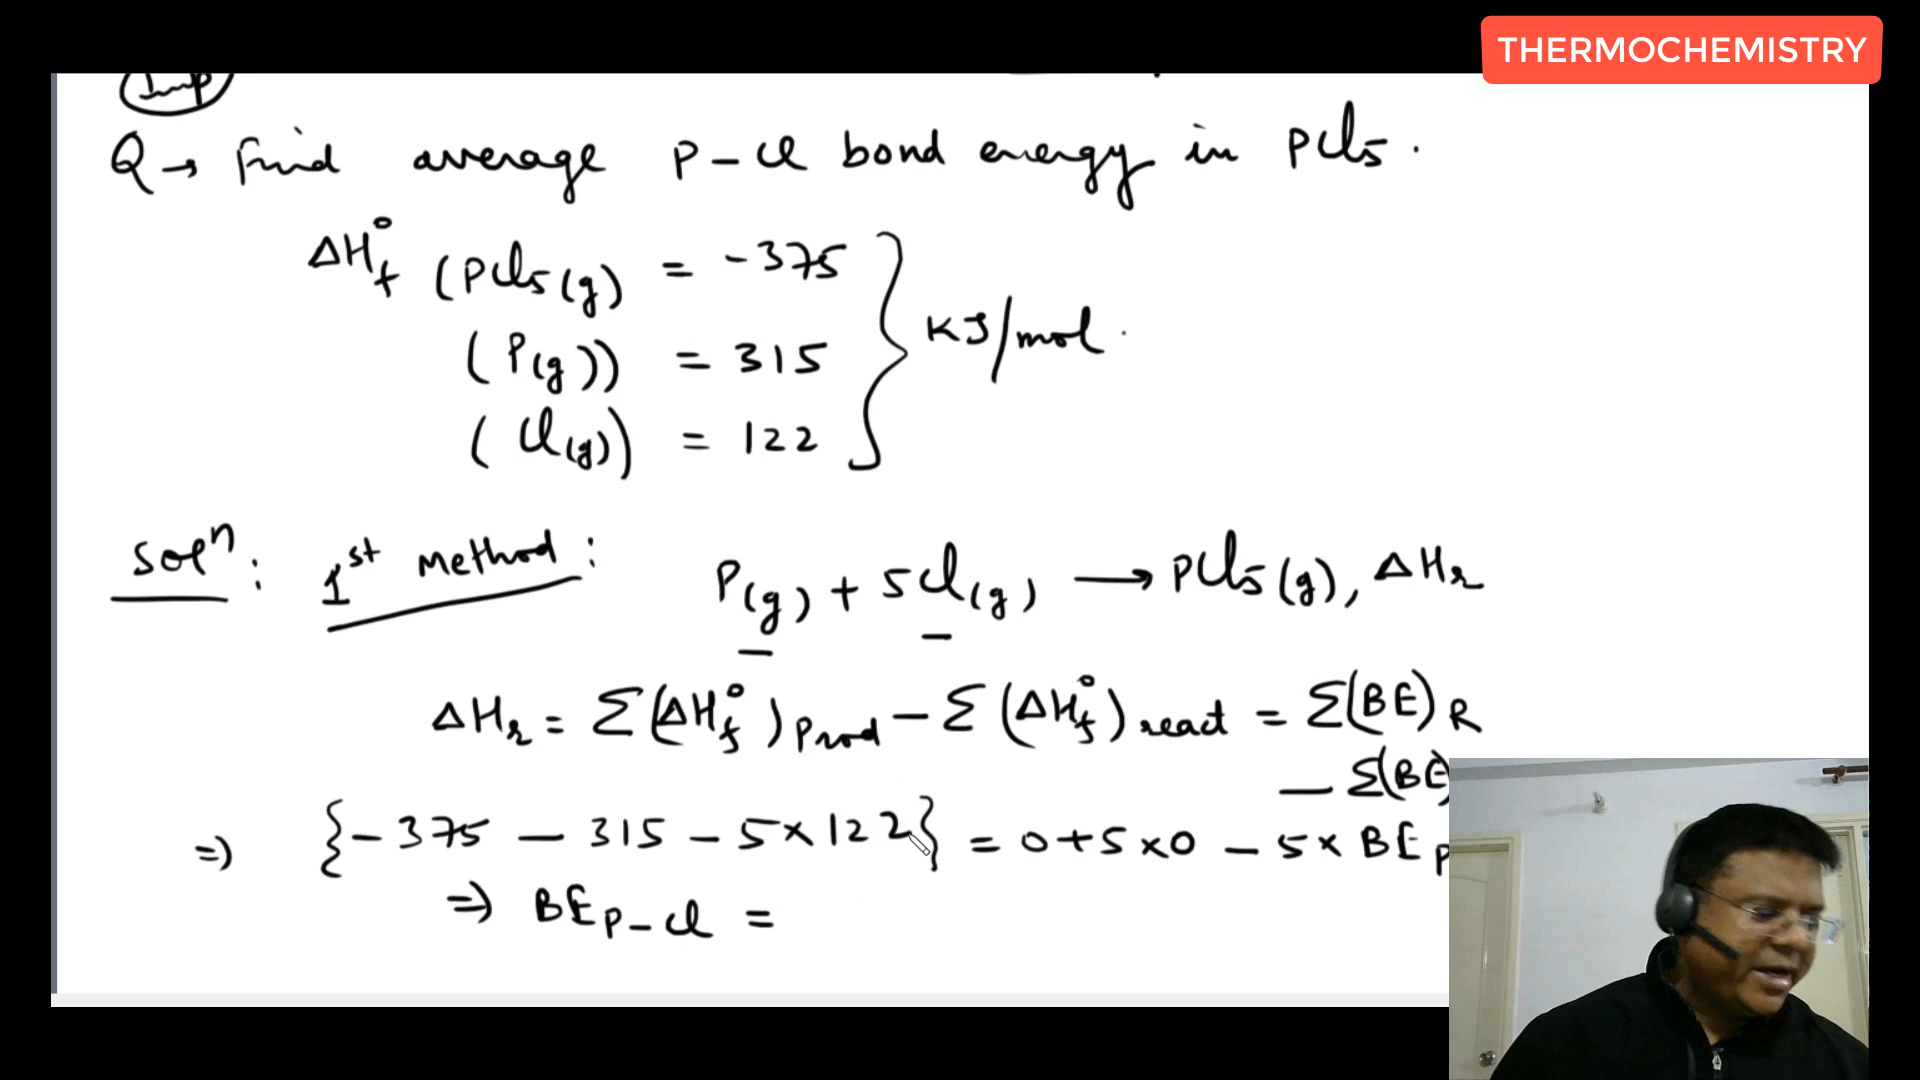 THERMOCHEMISTRY
Imp
Q → Find average P-Cl bond energy in PCl5.
ΔH°f (PCl5(g) = -375
(P(g)) = 315
(Cl(g)) = 122
KJ/mol.
Solⁿ : 1st Method :
P(g) + 5Cl(g) → PCl5(g), ΔHr
ΔHr = Σ(ΔH°f)Prod - Σ(ΔH°f)react = Σ(BE)R
- Σ(BE)
⇒ {-375 - 315 - 5×122} = 0+5×0 - 5×BEP
⇒ BEP-Cl =